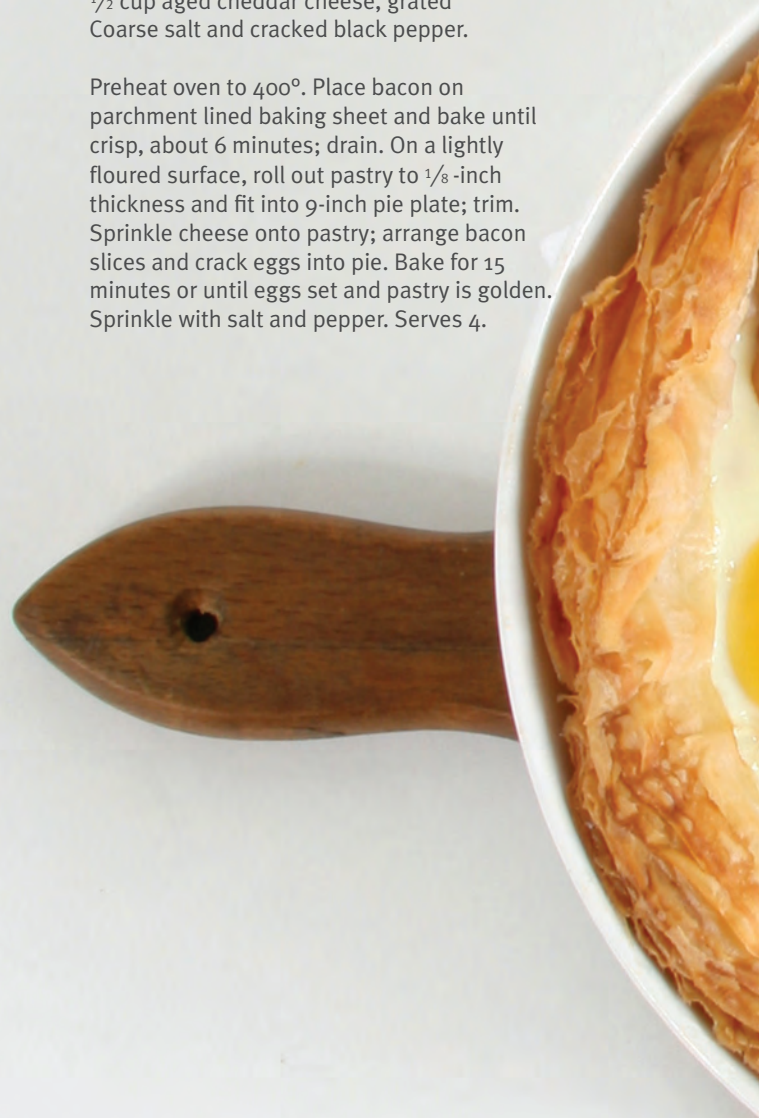 ½ cup aged cheddar cheese, grated
Coarse salt and cracked black pepper.
Preheat oven to 400°. Place bacon on
parchment lined baking sheet and bake until
crisp, about 6 minutes; drain. On a lightly
floured surface, roll out pastry to ⅛ -inch
thickness and fit into 9-inch pie plate; trim.
Sprinkle cheese onto pastry; arrange bacon
slices and crack eggs into pie. Bake for 15
minutes or until eggs set and pastry is golden.
Sprinkle with salt and pepper. Serves 4.